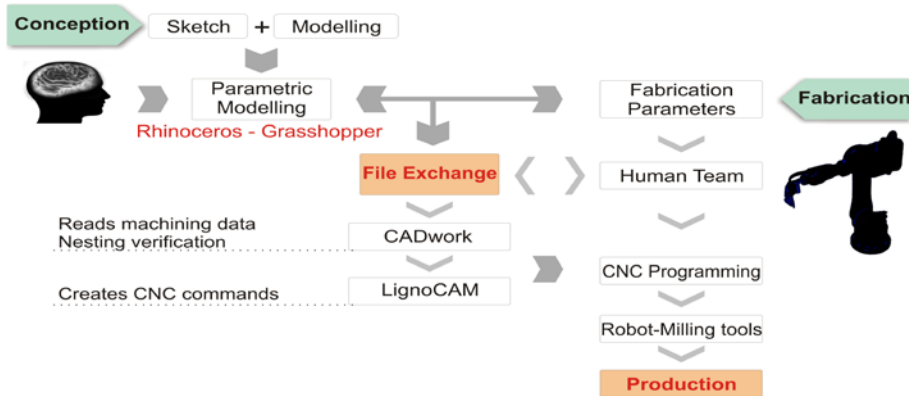 Conception
Sketch + Modelling
Parametric
Modelling
Rhinoceros - Grasshopper
Fabrication
Parameters
Fabrication
File Exchange
Human Team
Reads machining data
Nesting verification
CADwork
Creates CNC commands
LignoCAM
CNC Programming
Robot-Milling tools
Production